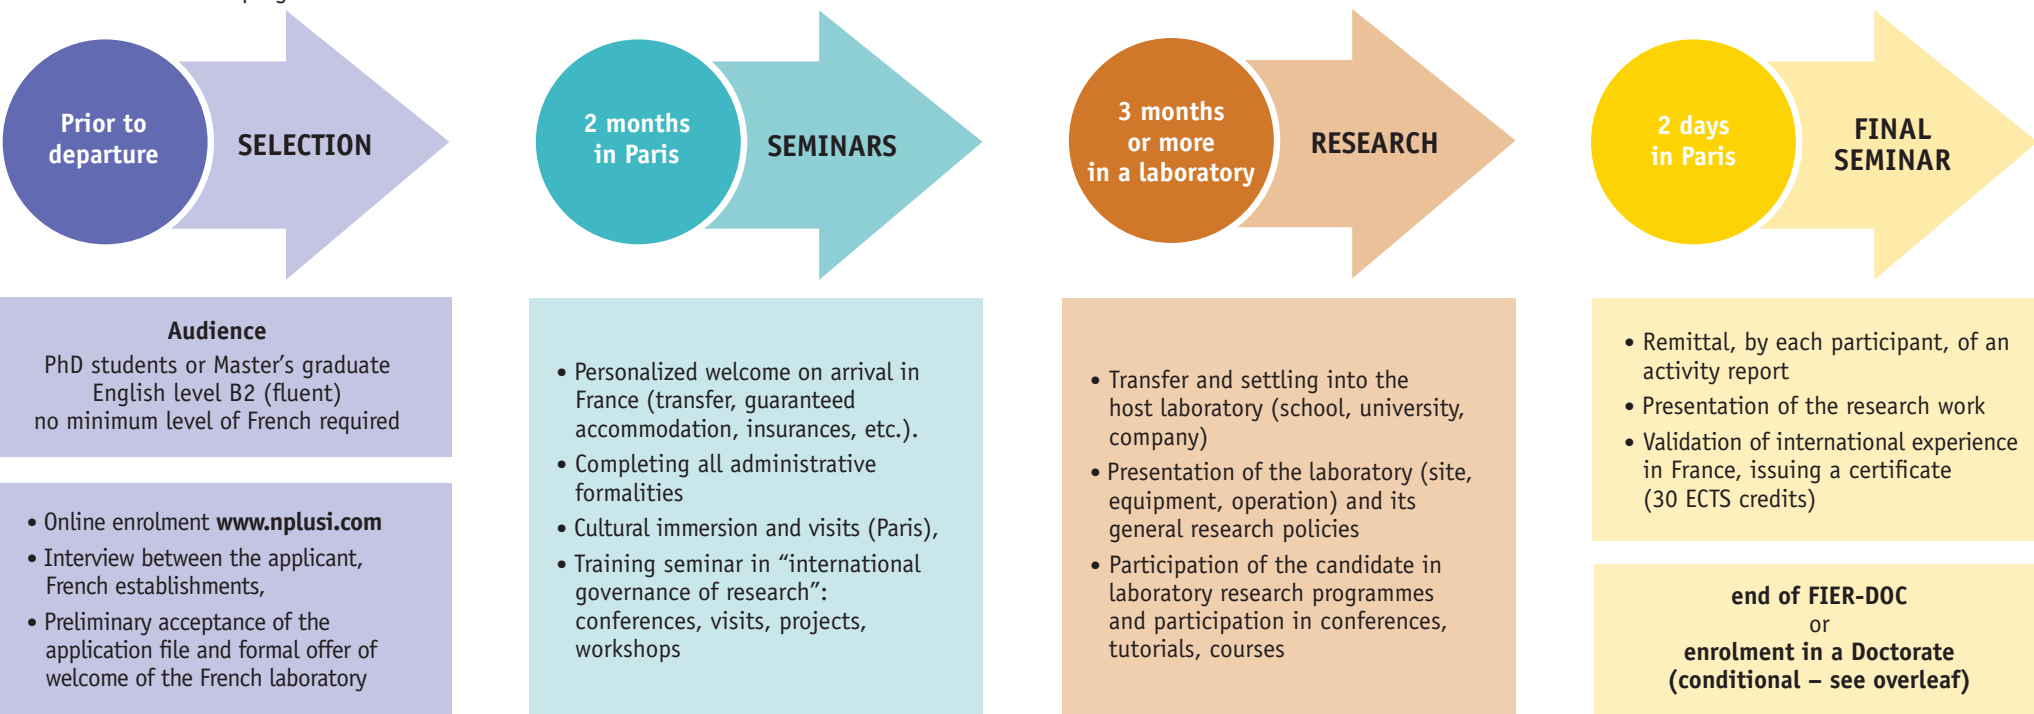 Prior to
departure
SELECTION
Audience
PhD students or Master’s graduate
English level B2 (fluent)
no minimum level of French required
• Online enrolment www.nplusi.com
• Interview between the applicant,
French establishments,
• Preliminary acceptance of the
application file and formal offer of
welcome of the French laboratory
2 months
in Paris
SEMINARS
• Personalized welcome on arrival in
France (transfer, guaranteed
accommodation, insurances, etc.).
• Completing all administrative
formalities
• Cultural immersion and visits (Paris),
• Training seminar in “international
governance of research”:
conferences, visits, projects,
workshops
3 months
or more
in a laboratory
RESEARCH
• Transfer and settling into the
host laboratory (school, university,
company)
• Presentation of the laboratory (site,
equipment, operation) and its
general research policies
• Participation of the candidate in
laboratory research programmes
and participation in conferences,
tutorials, courses
2 days
in Paris
FINAL
SEMINAR
• Remittal, by each participant, of an
activity report
• Presentation of the research work
• Validation of international experience
in France, issuing a certificate
(30 ECTS credits)
end of FIER-DOC
or
enrolment in a Doctorate
(conditional – see overleaf)